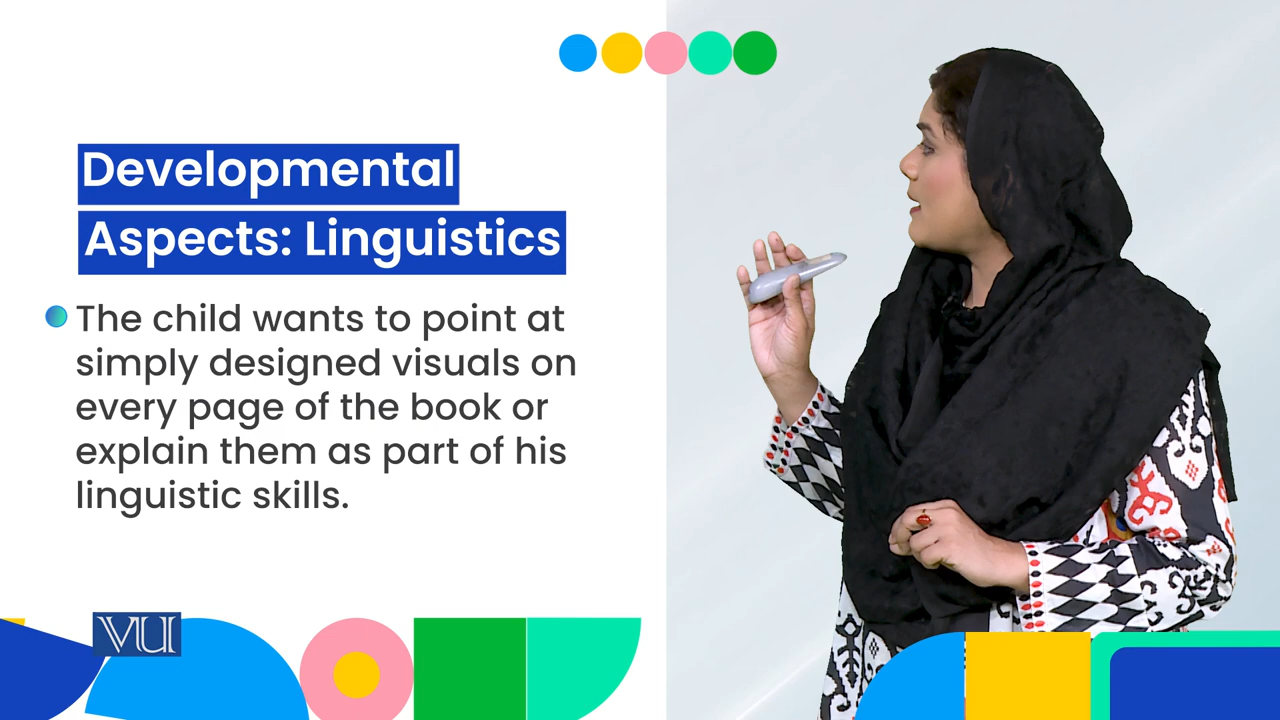 Developmental
Aspects: Linguistics
The child wants to point at
simply designed visuals on
every page of the book or
explain them as part of his
linguistic skills.
VU